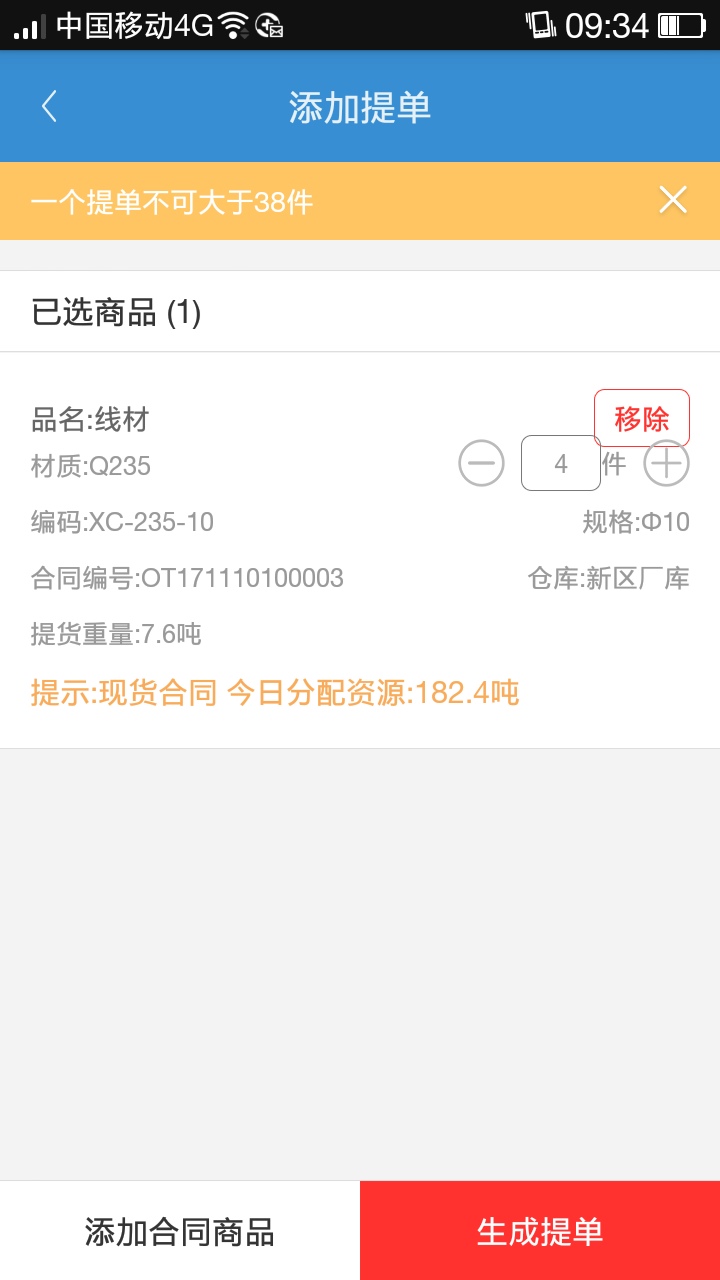 中国移动4G 09:34
添加提单
一个提单不可大于38件
已选商品 (1)
品名:线材 移除
材质:Q235 4 件
编码:XC-235-10 规格:Φ10
合同编号:OT171110100003 仓库:新区厂库
提货重量:7.6吨
提示:现货合同 今日分配资源:182.4吨
添加合同商品 生成提单